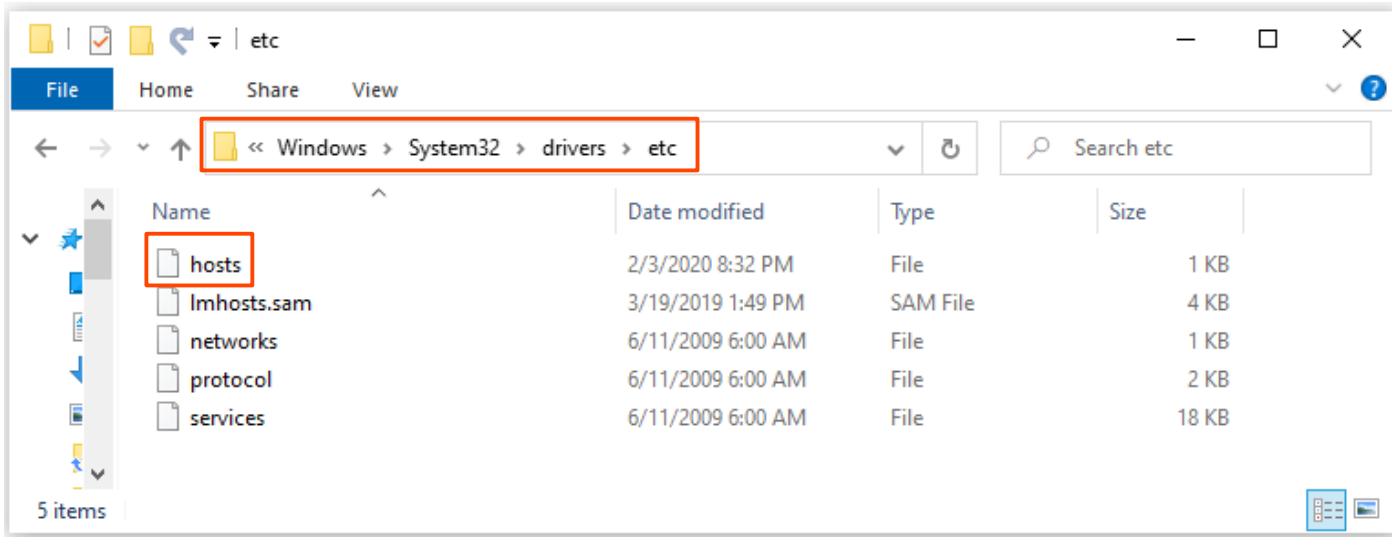 etc
File Home Share View
« Windows > System32 > drivers > etc Search etc
Name Date modified Type Size
hosts 2/3/2020 8:32 PM File 1 KB
lmhosts.sam 3/19/2019 1:49 PM SAM File 4 KB
networks 6/11/2009 6:00 AM File 1 KB
protocol 6/11/2009 6:00 AM File 2 KB
services 6/11/2009 6:00 AM File 18 KB
5 items